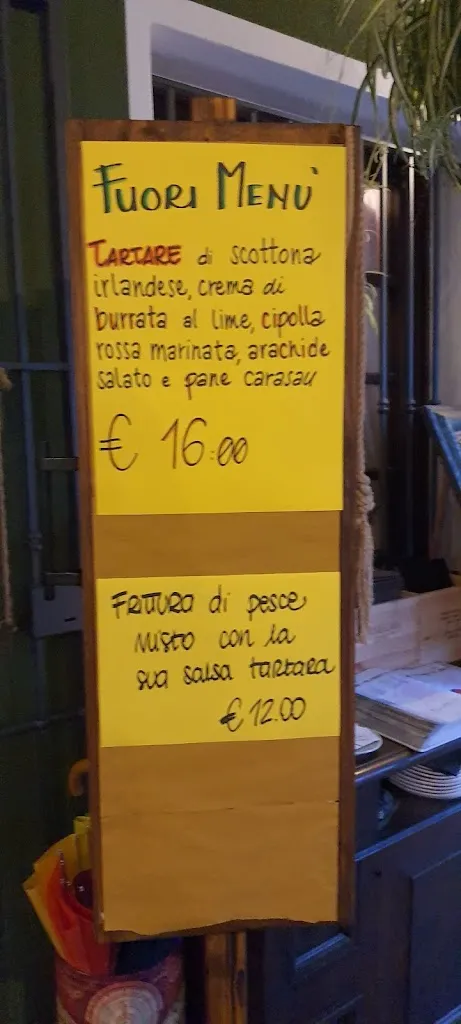 FUORI MENÙ
TARTARE di scottona
irlandese, crema di
burrata al lime, cipolla
rossa marinata, arachide
salato e pane carasau
€ 16.00
FRITTURA di pesce
MISTO con la
sua salsa tartara
€ 12.00